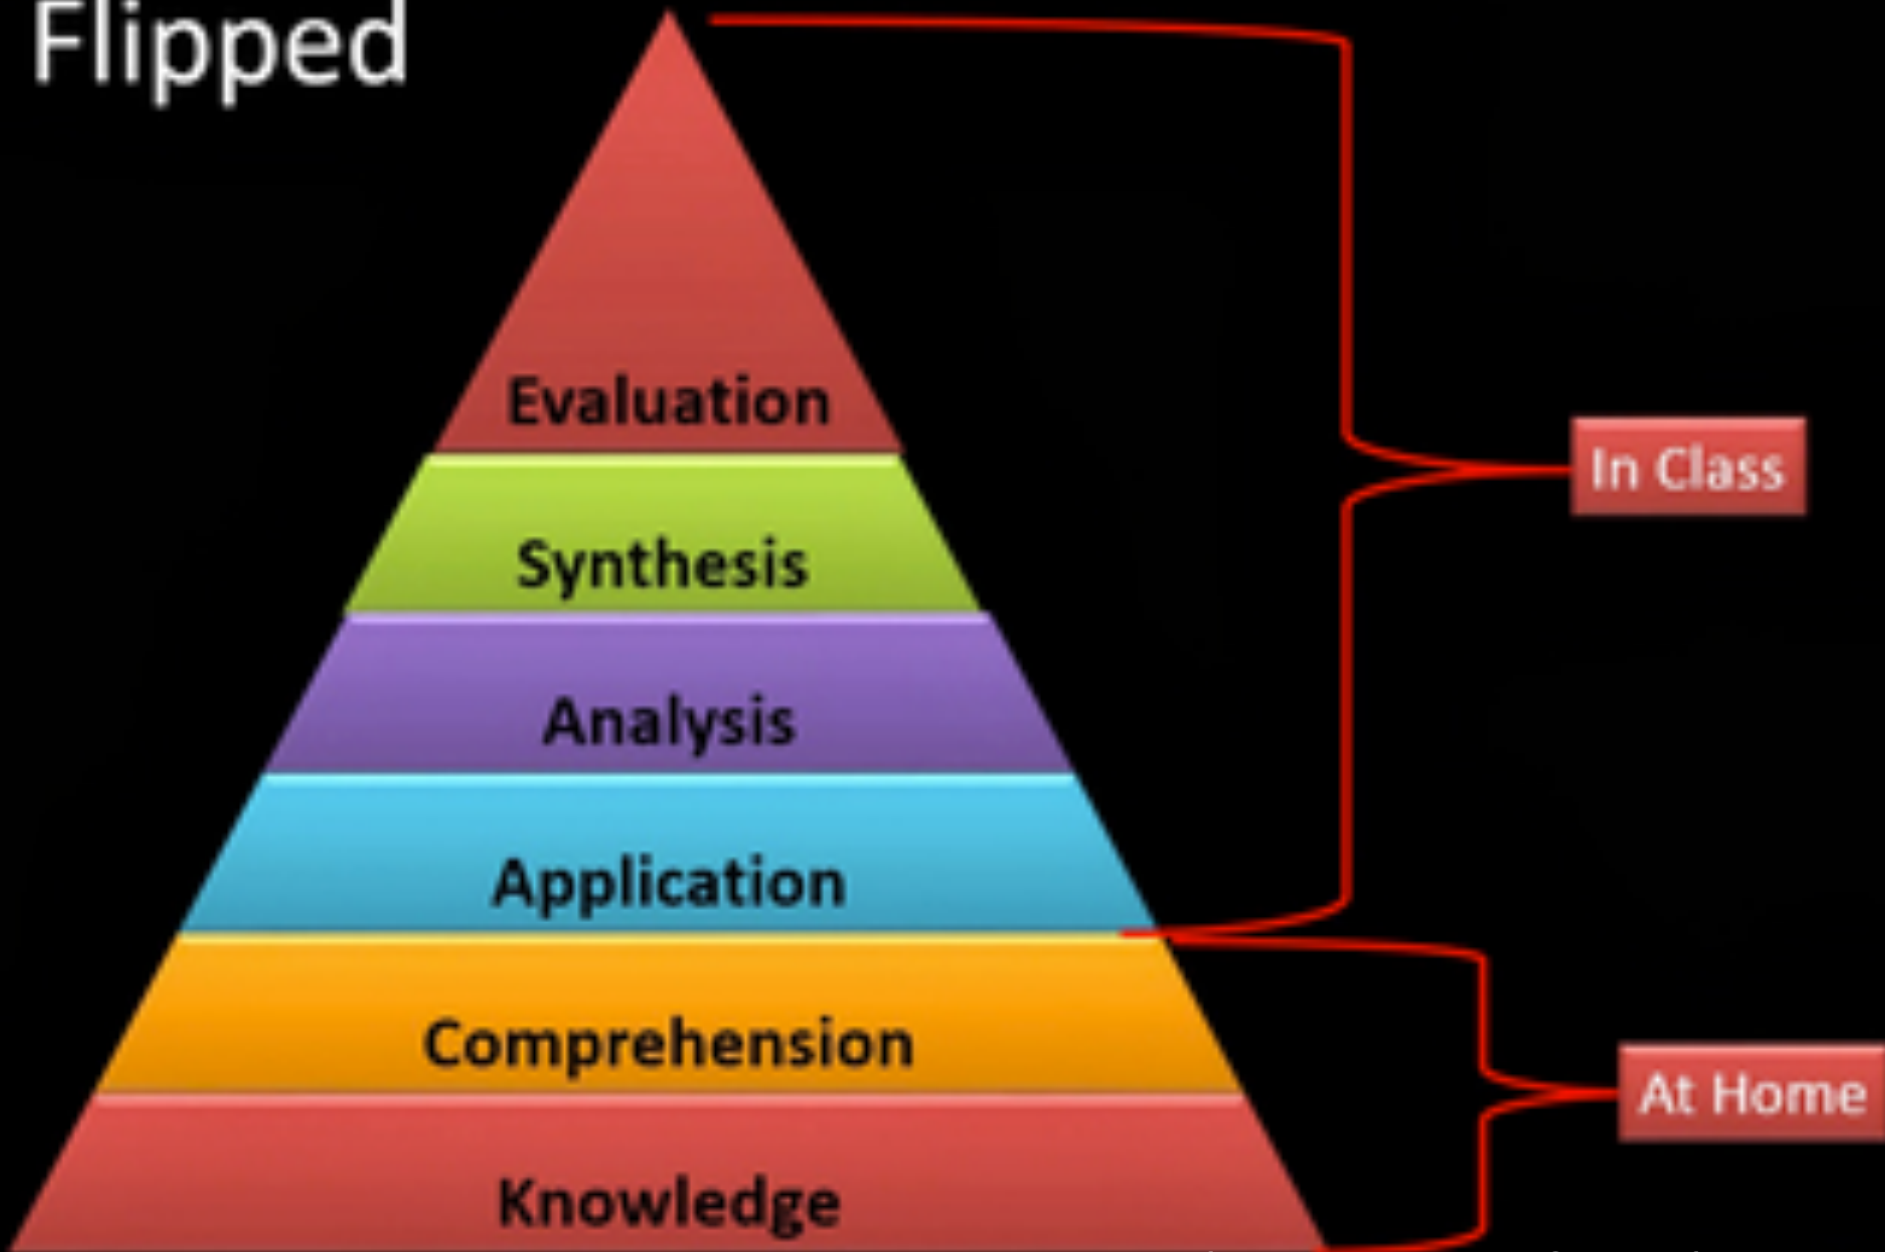 Flipped
Evaluation
In Class
Synthesis
Analysis
Application
Comprehension
At Home
Knowledge